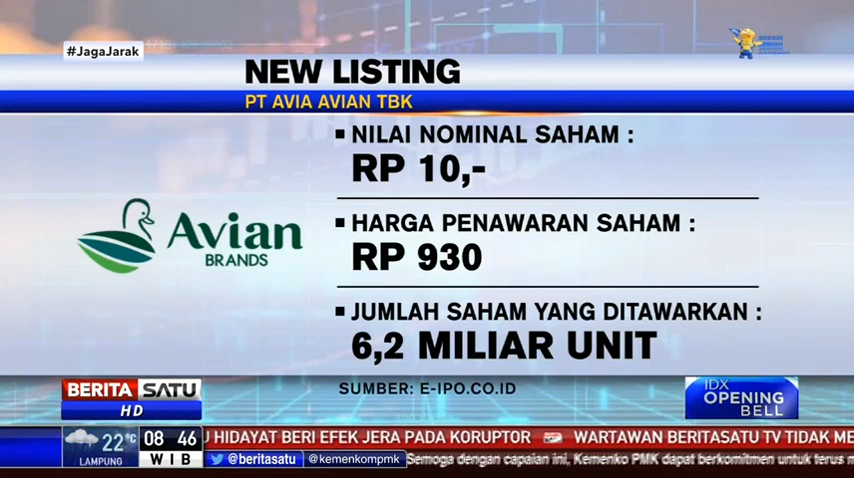 #JagaJarak
NEW LISTING
PT AVIA AVIAN TBK
NILAI NOMINAL SAHAM :
RP 10,-
HARGA PENAWARAN SAHAM :
RP 930
JUMLAH SAHAM YANG DITAWARKAN :
6,2 MILIAR UNIT
Avian
BRANDS
SUMBER: E-IPO.CO.ID
BERITA SATU
HD
IDX
OPENING
BELL
22°C
LAMPUNG
08 46
WIB
U HIDAYAT BERI EFEK JERA PADA KORUPTOR WARTAWAN BERITASATU TV TIDAK ME
@beritasatu @kemenkopmk Semoga dengan capaian ini, Kemenko PMK dapat berkomitmen untuk terus m